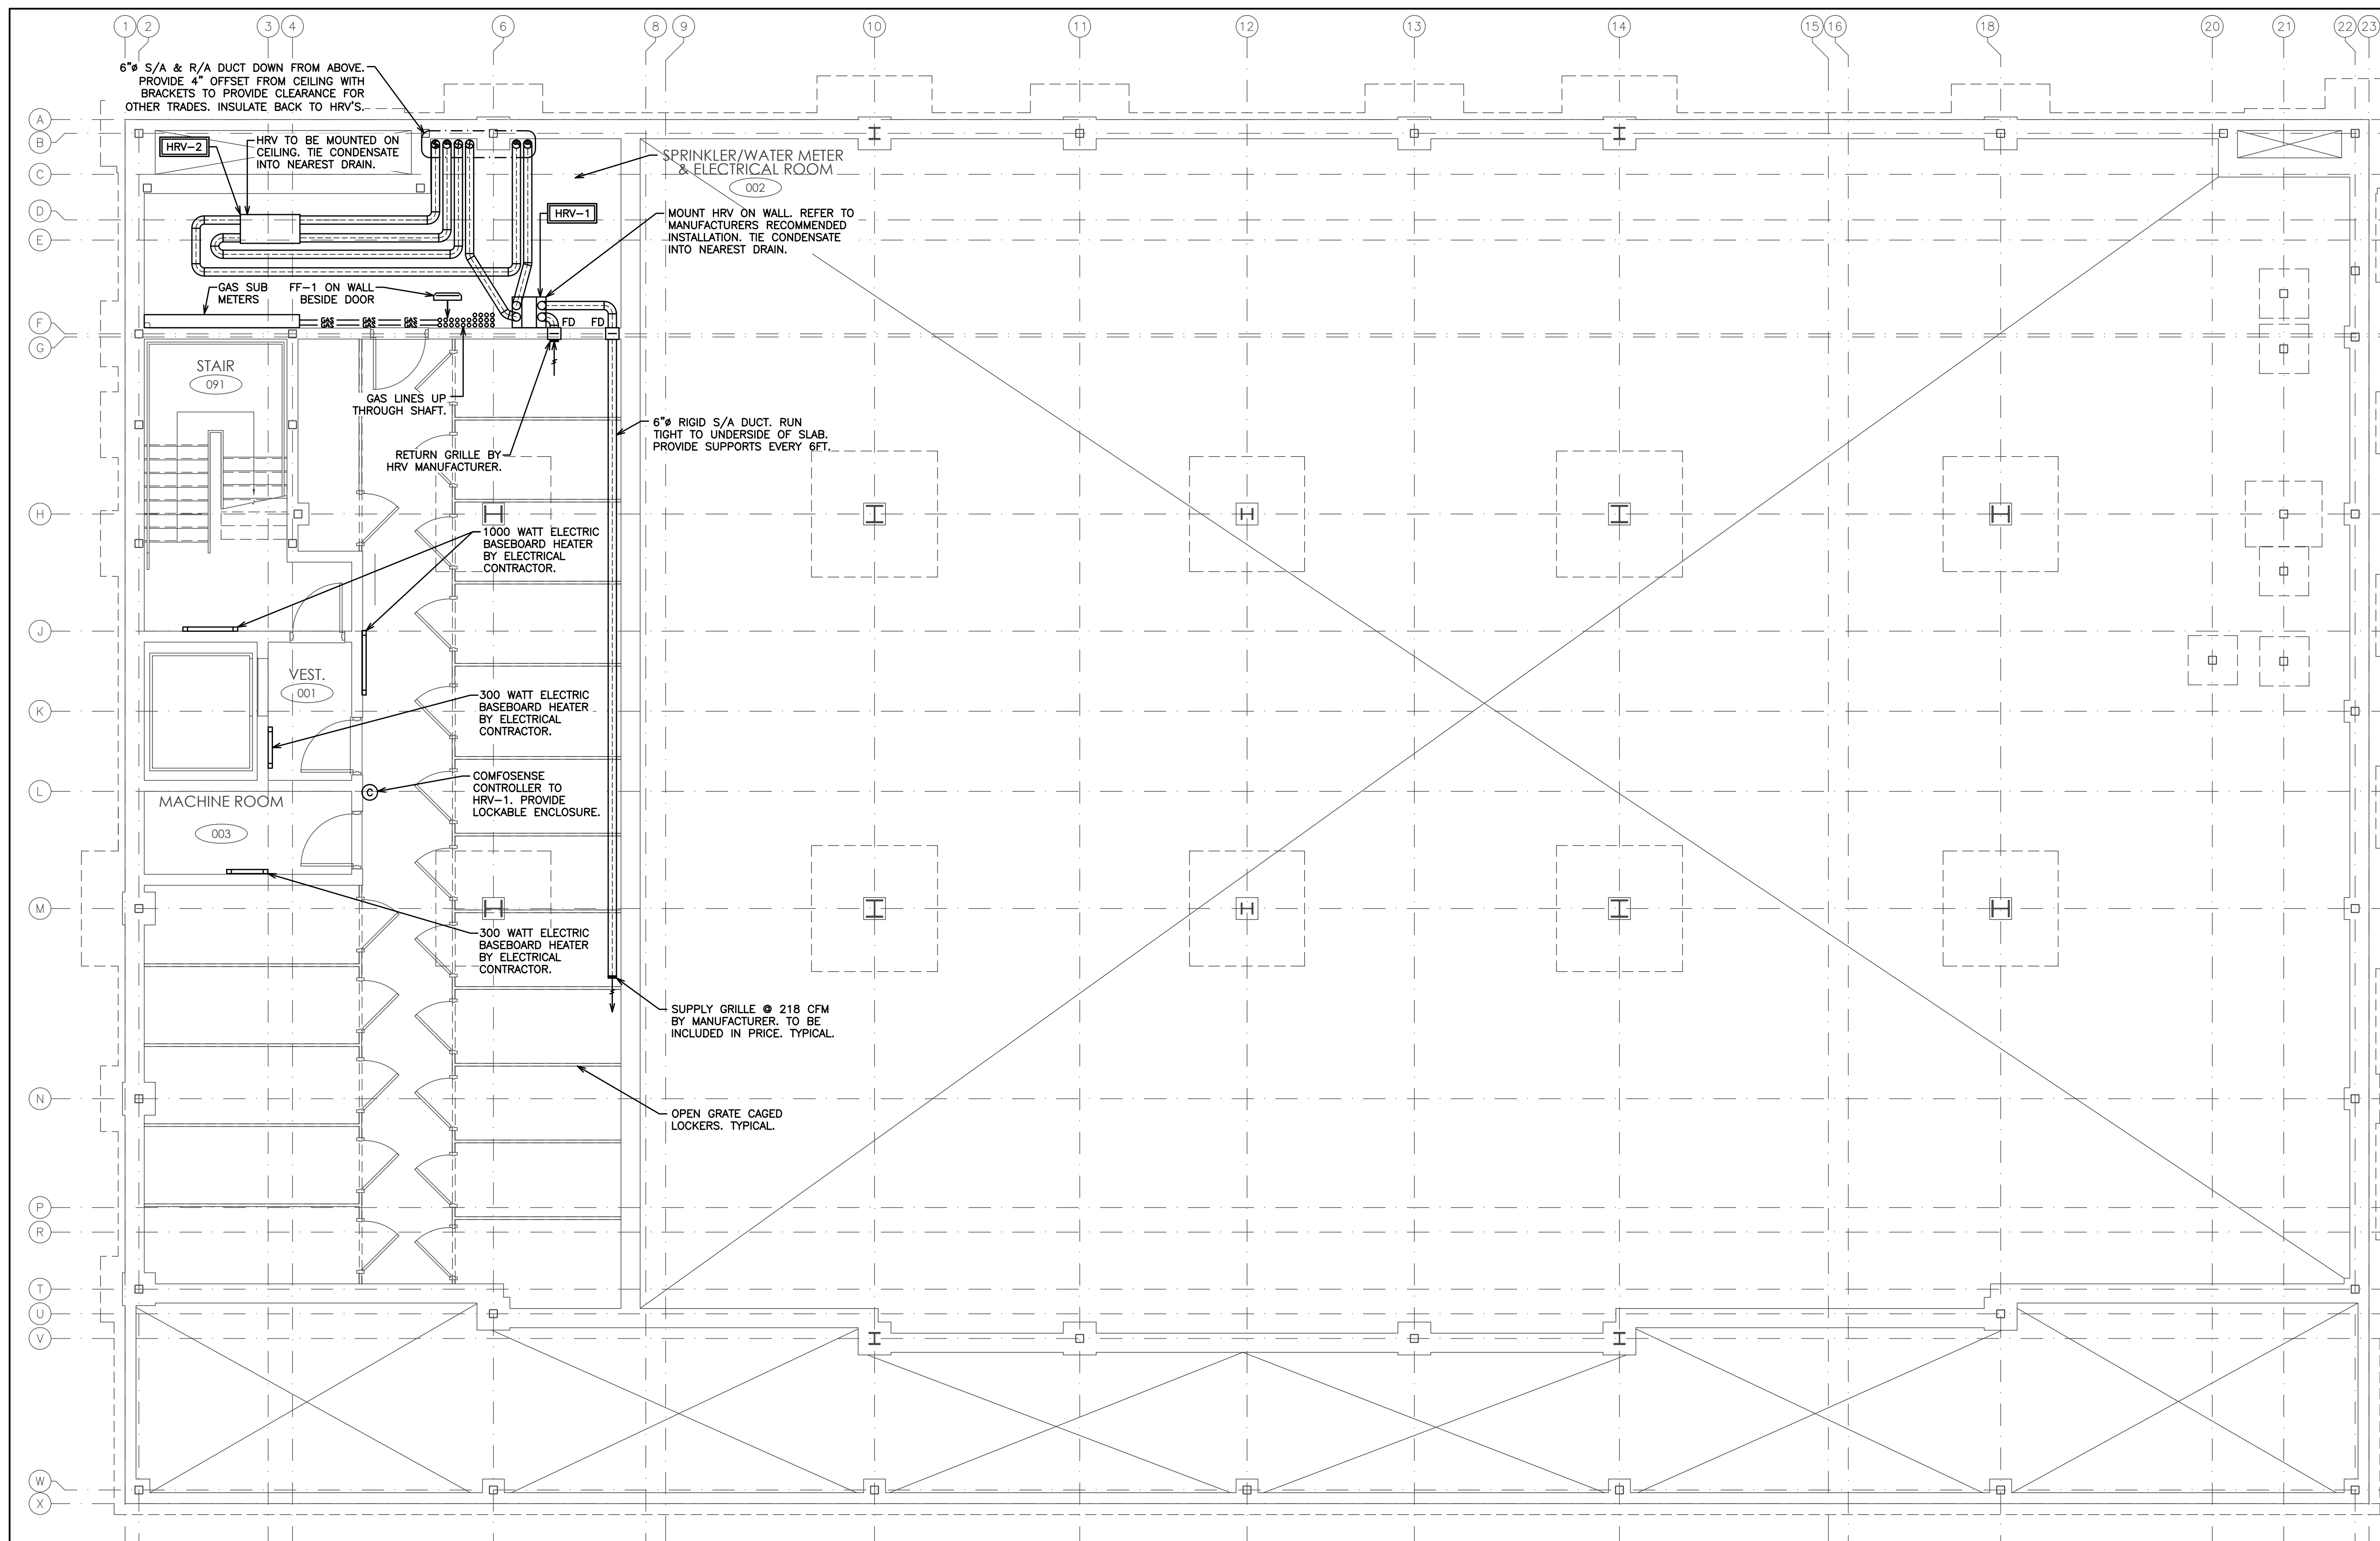 1 2 3 4 6 8 9 10 11 12 13 14 15 16 18 20 21 22 23
6"ø S/A & R/A DUCT DOWN FROM ABOVE.
PROVIDE 4" OFFSET FROM CEILING WITH
BRACKETS TO PROVIDE CLEARANCE FOR
OTHER TRADES. INSULATE BACK TO HRV'S.
A
B
C
D
E
F
G
H
J
K
L
M
N
P
R
T
U
V
W
X
HRV-2
HRV TO BE MOUNTED ON
CEILING. TIE CONDENSATE
INTO NEAREST DRAIN.
SPRINKLER/WATER METER
& ELECTRICAL ROOM
002
HRV-1
MOUNT HRV ON WALL. REFER TO
MANUFACTURERS RECOMMENDED
INSTALLATION. TIE CONDENSATE
INTO NEAREST DRAIN.
GAS SUB
METERS
FF-1 ON WALL
BESIDE DOOR
GAS GAS GAS
GAS GAS GAS
FD FD
STAIR
091
GAS LINES UP
THROUGH SHAFT.
6"ø RIGID S/A DUCT. RUN
TIGHT TO UNDERSIDE OF SLAB.
PROVIDE SUPPORTS EVERY 6FT.
RETURN GRILLE BY
HRV MANUFACTURER.
1000 WATT ELECTRIC
BASEBOARD HEATER
BY ELECTRICAL
CONTRACTOR.
VEST.
001
300 WATT ELECTRIC
BASEBOARD HEATER
BY ELECTRICAL
CONTRACTOR.
C
COMFOSENSE
CONTROLLER TO
HRV-1. PROVIDE
LOCKABLE ENCLOSURE.
MACHINE ROOM
003
300 WATT ELECTRIC
BASEBOARD HEATER
BY ELECTRICAL
CONTRACTOR.
SUPPLY GRILLE @ 218 CFM
BY MANUFACTURER. TO BE
INCLUDED IN PRICE. TYPICAL.
OPEN GRATE CAGED
LOCKERS. TYPICAL.